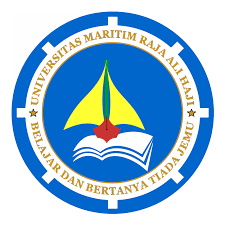 UNIVERSITAS MARITIM RAJA ALI HAJI
BELAJAR DAN BERTANYA TIADA JEMU